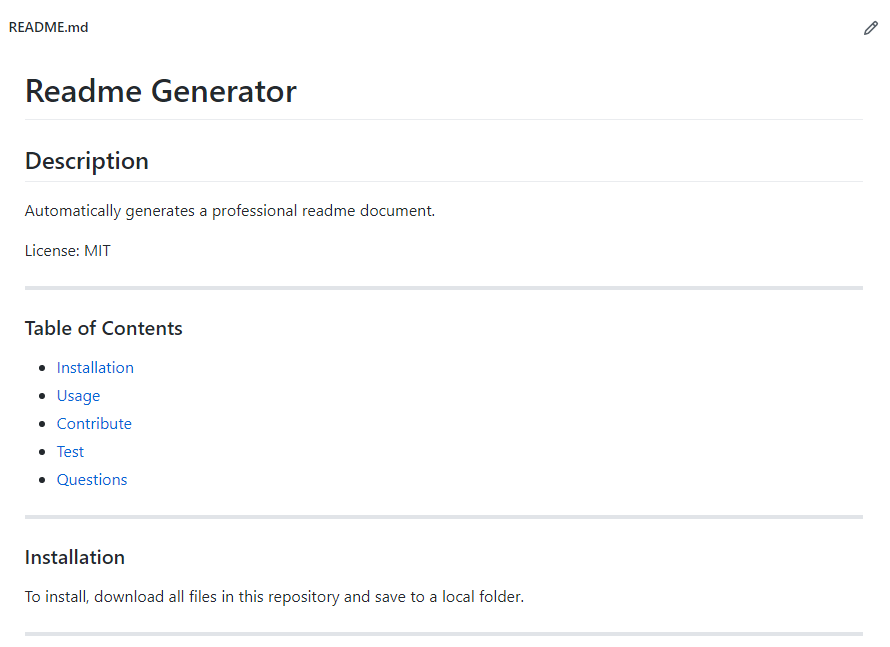 README.md
Readme Generator
Description
Automatically generates a professional readme document.
License: MIT
Table of Contents
Installation
Usage
Contribute
Test
Questions
Installation
To install, download all files in this repository and save to a local folder.